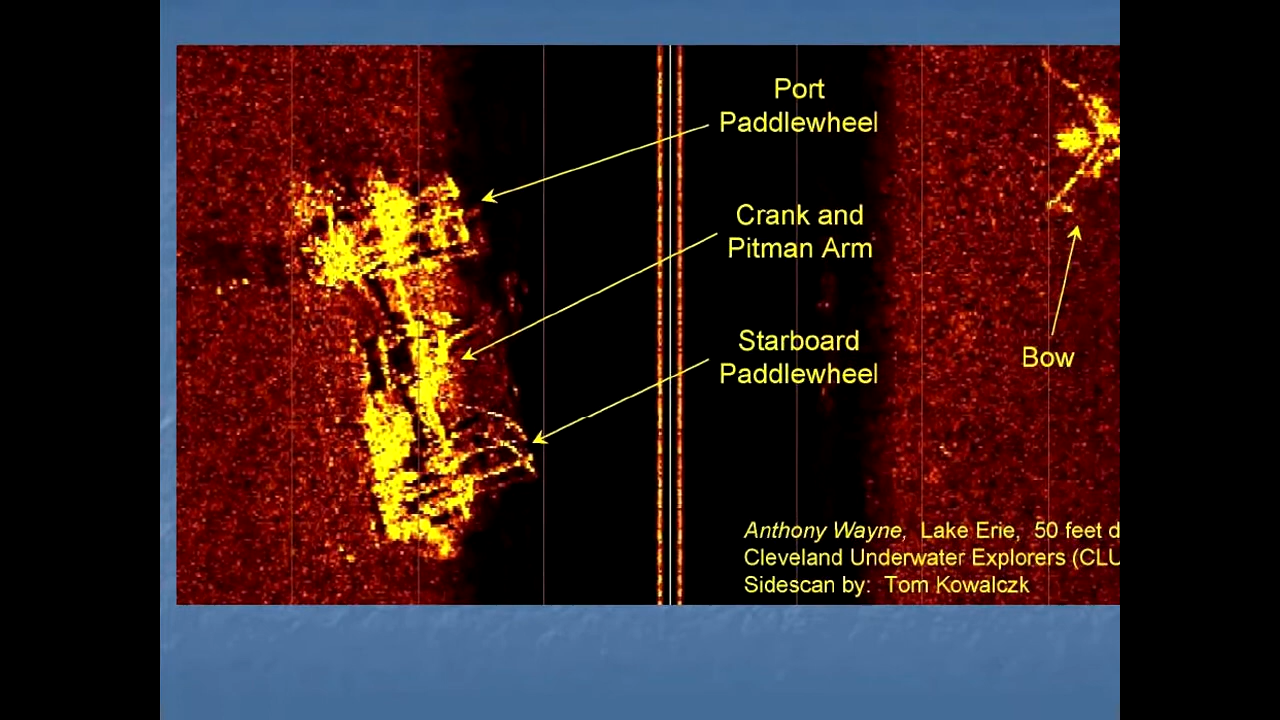 Port
Paddlewheel
Crank and
Pitman Arm
Starboard
Paddlewheel
Bow
Anthony Wayne, Lake Erie, 50 feet d
Cleveland Underwater Explorers (CLU
Sidescan by: Tom Kowalczk